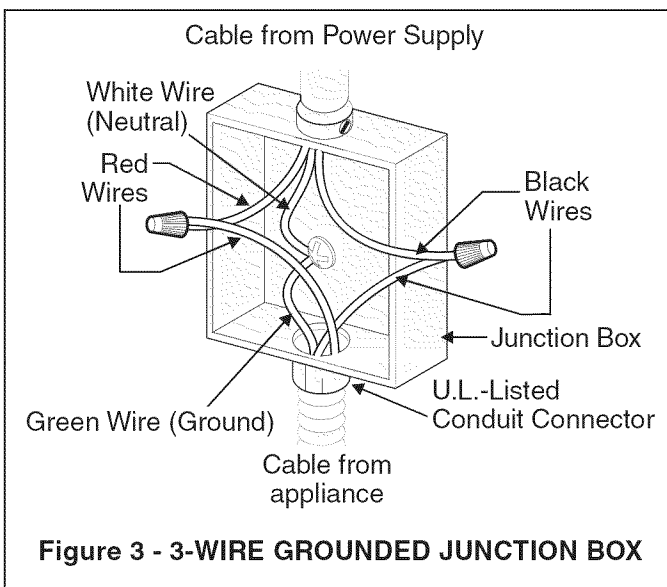 Cable from Power Supply
White Wire
(Neutral)
Red
Wires
Black
Wires
Junction Box
U.L.-Listed
Conduit Connector
Green Wire (Ground)
Cable from
appliance
Figure 3 - 3-WIRE GROUNDED JUNCTION BOX